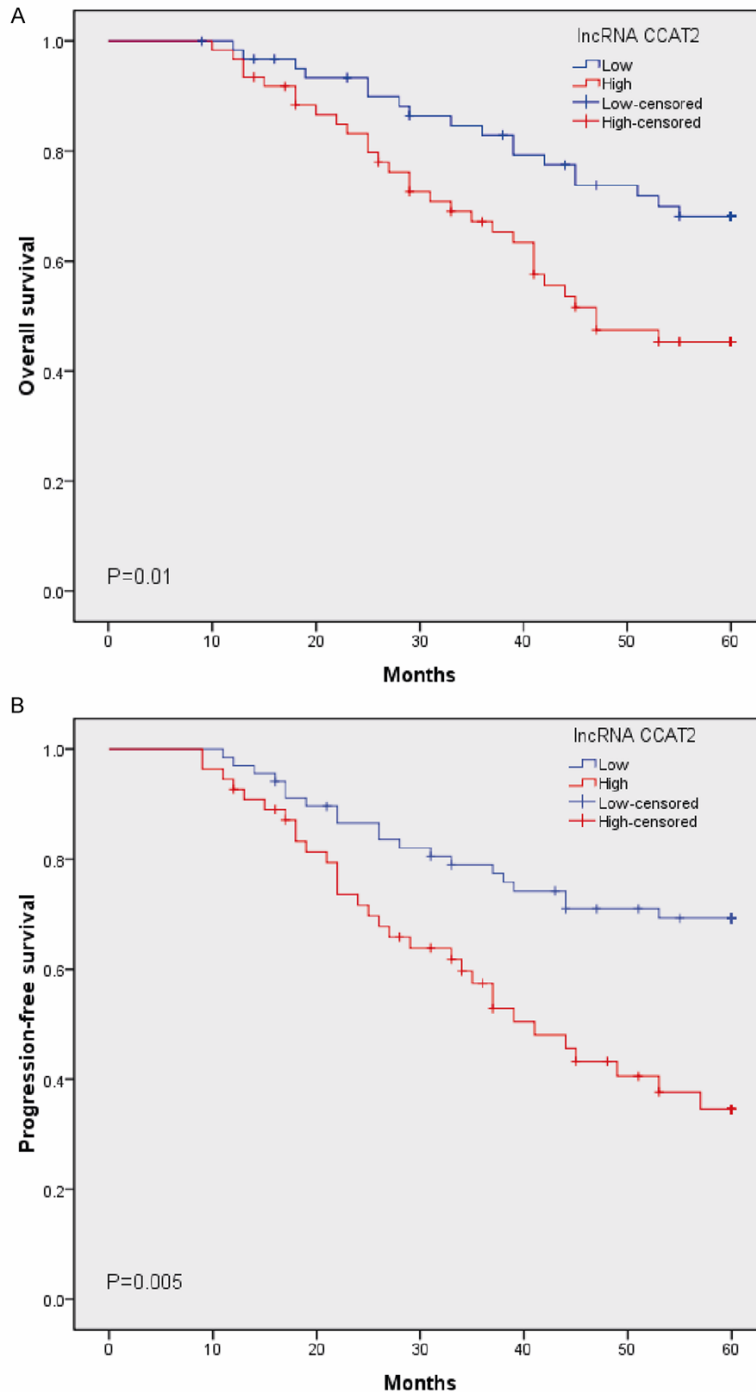 A
lncRNA CCAT2
Low
High
Low-censored
High-censored
1.0
0.8
0.6
0.4
0.2
0.0
Overall survival
P=0.01
0 10 20 30 40 50 60
Months
B
lncRNA CCAT2
Low
High
Low-censored
High-censored
1.0
0.8
0.6
0.4
0.2
0.0
Progression-free survival
P=0.005
0 10 20 30 40 50 60
Months